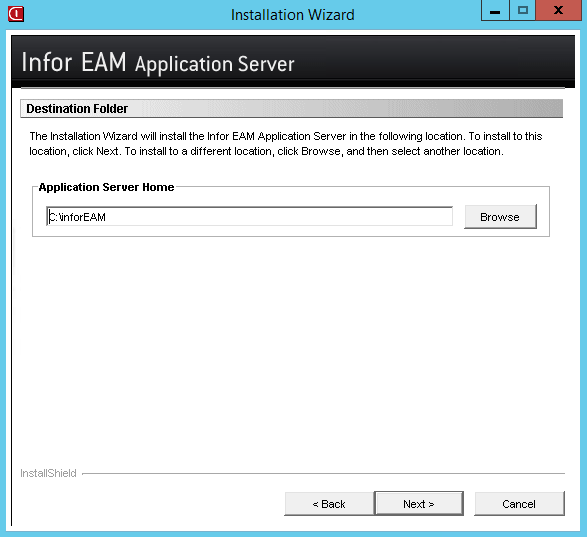 Installation Wizard
Infor EAM Application Server
Destination Folder
The Installation Wizard will install the Infor EAM Application Server in the following location. To install to this
location, click Next. To install to a different location, click Browse, and then select another location.
Application Server Home
C:\inforEAM
Browse
InstallShield
< Back
Next >
Cancel